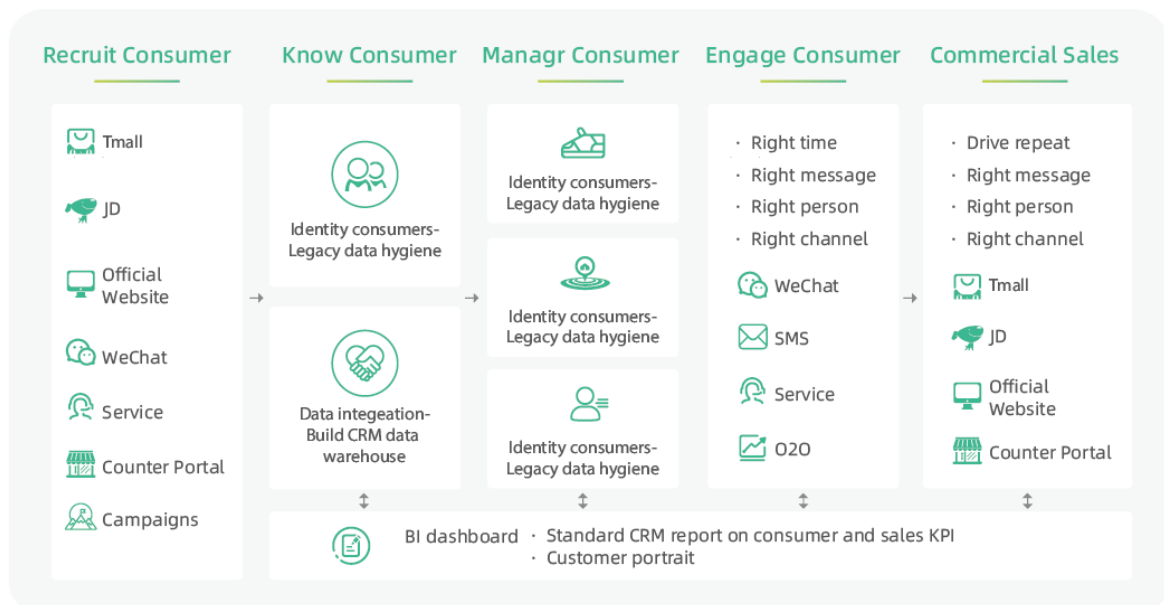 Recruit Consumer
Know Consumer
Managr Consumer
Engage Consumer
Commercial Sales
Tmall
JD
Official
Website
WeChat
Service
Counter Portal
Campaigns
Identity consumers-
Legacy data hygiene
Data integeation-
Build CRM data
warehouse
Identity consumers-
Legacy data hygiene
Identity consumers-
Legacy data hygiene
Identity consumers-
Legacy data hygiene
· Right time
· Right message
· Right person
· Right channel
WeChat
SMS
Service
O2O
· Drive repeat
· Right message
· Right person
· Right channel
Tmall
JD
Official
Website
Counter Portal
BI dashboard · Standard CRM report on consumer and sales KPI
· Customer portrait